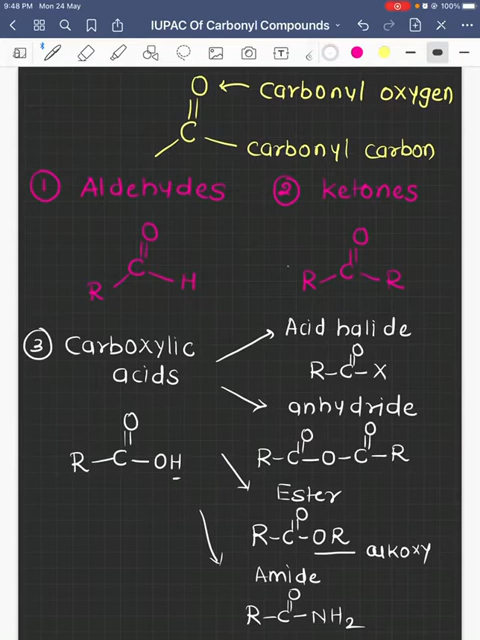 9:48 PM Mon 24 May
100%
IUPAC Of Carbonyl Compounds
O ← Carbonyl oxygen
C — Carbonyl carbon
① Aldehydes
② Ketones
O
R C H
O
R C R
③ Carboxylic acids
Acid halide
O
R-C-X
anhydride
O O
R-C-O-C-R
O
R-C-OH
Ester
O
R-C-OR alkoxy
Amide
O
R-C-NH2